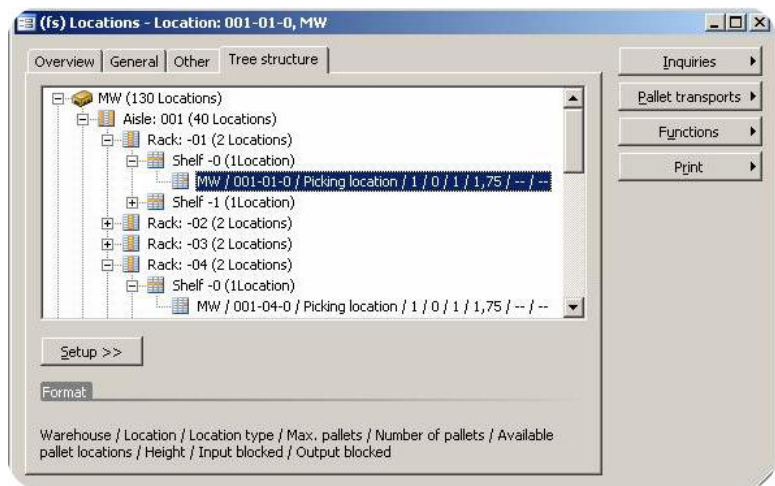 (fs) Locations - Location: 001-01-0, MW
Overview General Other Tree structure
MW (130 Locations)
Aisle: 001 (40 Locations)
Rack: -01 (2 Locations)
Shelf -0 (1Location)
MW / 001-01-0 / Picking location / 1 / 0 / 1 / 1,75 / -- / --
Shelf -1 (1Location)
Rack: -02 (2 Locations)
Rack: -03 (2 Locations)
Rack: -04 (2 Locations)
Shelf -0 (1Location)
MW / 001-04-0 / Picking location / 1 / 0 / 1 / 1,75 / -- / --
Setup >>
Format
Warehouse / Location / Location type / Max. pallets / Number of pallets / Available
pallet locations / Height / Input blocked / Output blocked
Inquiries
Pallet transports
Functions
Print